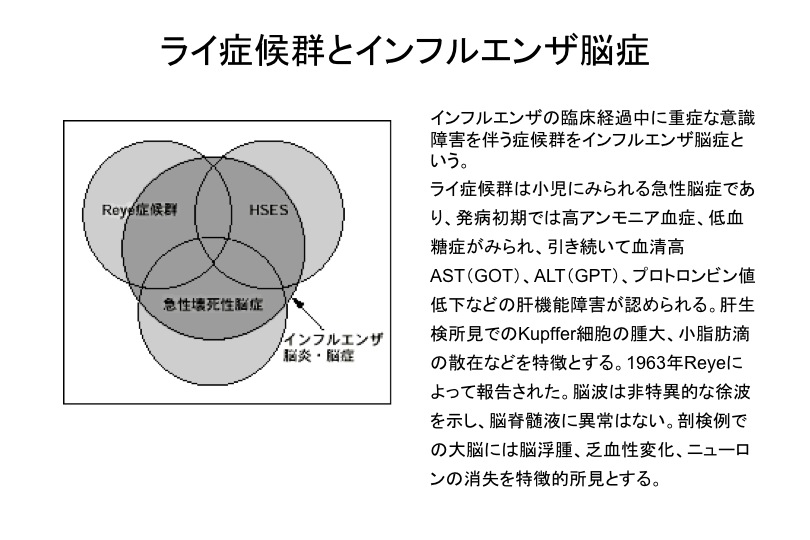 ライ症候群とインフルエンザ脳症
Reye症候群
HSES
急性壊死性脳症
インフルエンザ
脳炎・脳症
インフルエンザの臨床経過中に重症な意識
障害を伴う症候群をインフルエンザ脳症と
いう。
ライ症候群は小児にみられる急性脳症であ
り、発病初期では高アンモニア血症、低血
糖症がみられ、引き続いて血清高
AST（GOT）、ALT（GPT）、プロトロンビン値
低下などの肝機能障害が認められる。肝生
検所見でのKupffer細胞の腫大、小脂肪滴
の散在などを特徴とする。1963年Reyeに
よって報告された。脳波は非特異的な徐波
を示し、脳脊髄液に異常はない。剖検例で
の大脳には脳浮腫、乏血性変化、ニューロ
ンの消失を特徴的所見とする。